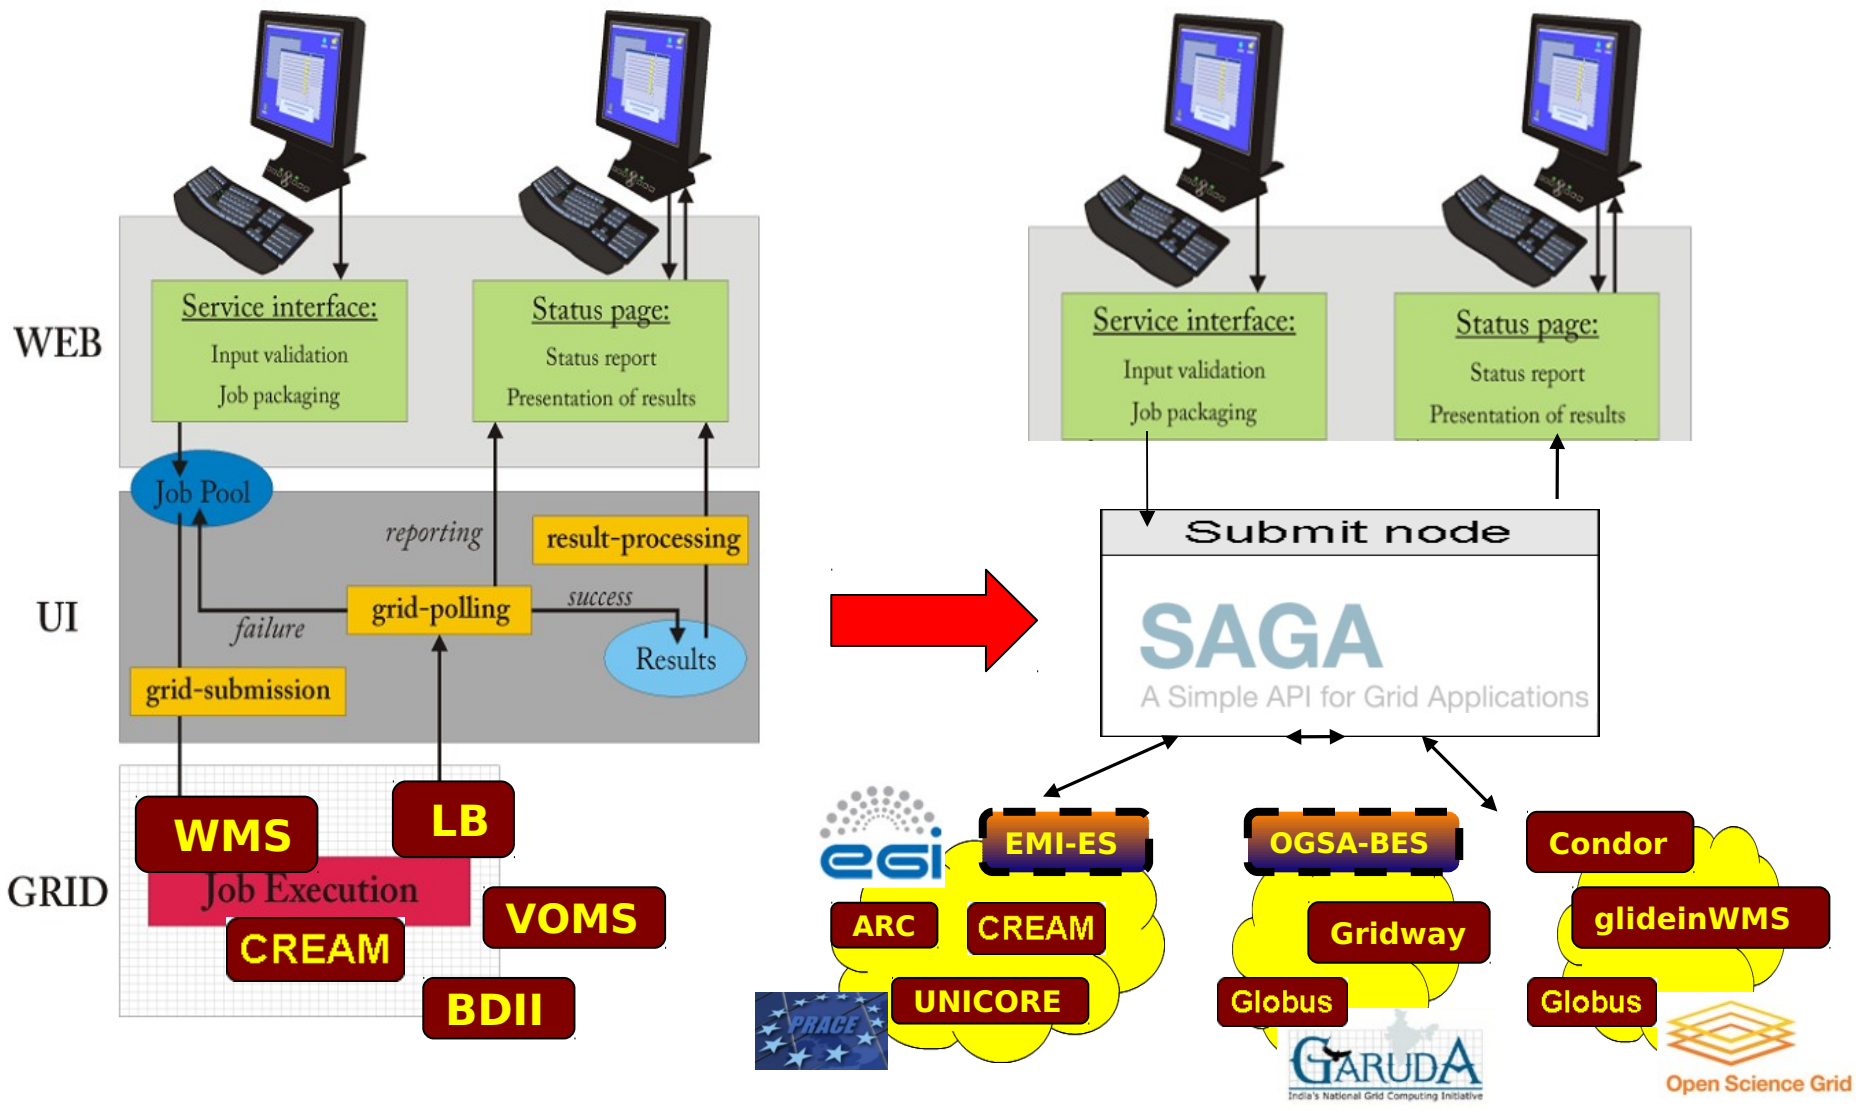 WEB
Service interface:
Input validation
Job packaging
Status page:
Status report
Presentation of results
UI
Job Pool
reporting
result-processing
grid-polling
success
failure
Results
grid-submission
GRID
WMS
LB
Job Execution
CREAM
VOMS
BDII
Service interface:
Input validation
Job packaging
Status page:
Status report
Presentation of results
Submit node
SAGA
A Simple API for Grid Applications
egi
EMI-ES
ARC
CREAM
UNICORE
PRACE
OGSA-BES
Gridway
Globus
GARUDA
India's National Grid Computing Initiative
Condor
glideinWMS
Globus
Open Science Grid